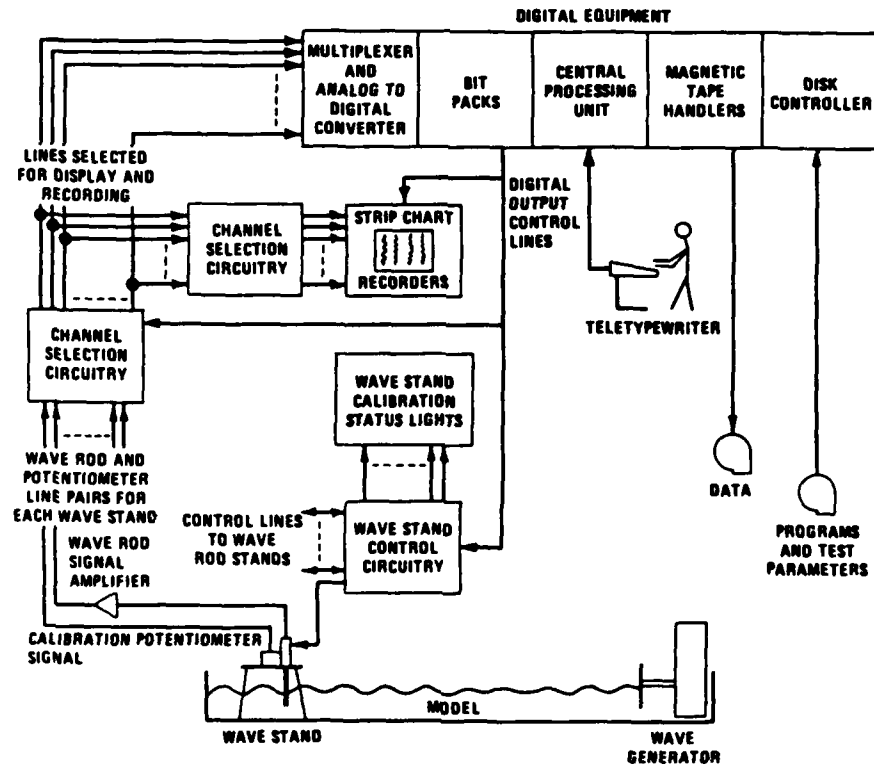 DIGITAL EQUIPMENT
MULTIPLEXER
AND
ANALOG TO
DIGITAL
CONVERTER
BIT
PACKS
CENTRAL
PROCESSING
UNIT
MAGNETIC
TAPE
HANDLERS
DISK
CONTROLLER
LINES SELECTED
FOR DISPLAY AND
RECORDING
CHANNEL
SELECTION
CIRCUITRY
STRIP CHART
RECORDERS
DIGITAL
OUTPUT
CONTROL
LINES
TELETYPEWRITER
CHANNEL
SELECTION
CIRCUITRY
WAVE STAND
CALIBRATION
STATUS LIGHTS
WAVE ROD AND
POTENTIOMETER
LINE PAIRS FOR
EACH WAVE STAND
DATA
CONTROL LINES
TO WAVE
ROD STANDS
WAVE STAND
CONTROL
CIRCUITRY
PROGRAMS
AND TEST
PARAMETERS
WAVE ROD
SIGNAL
AMPLIFIER
CALIBRATION POTENTIOMETER
SIGNAL
MODEL
WAVE STAND
WAVE
GENERATOR